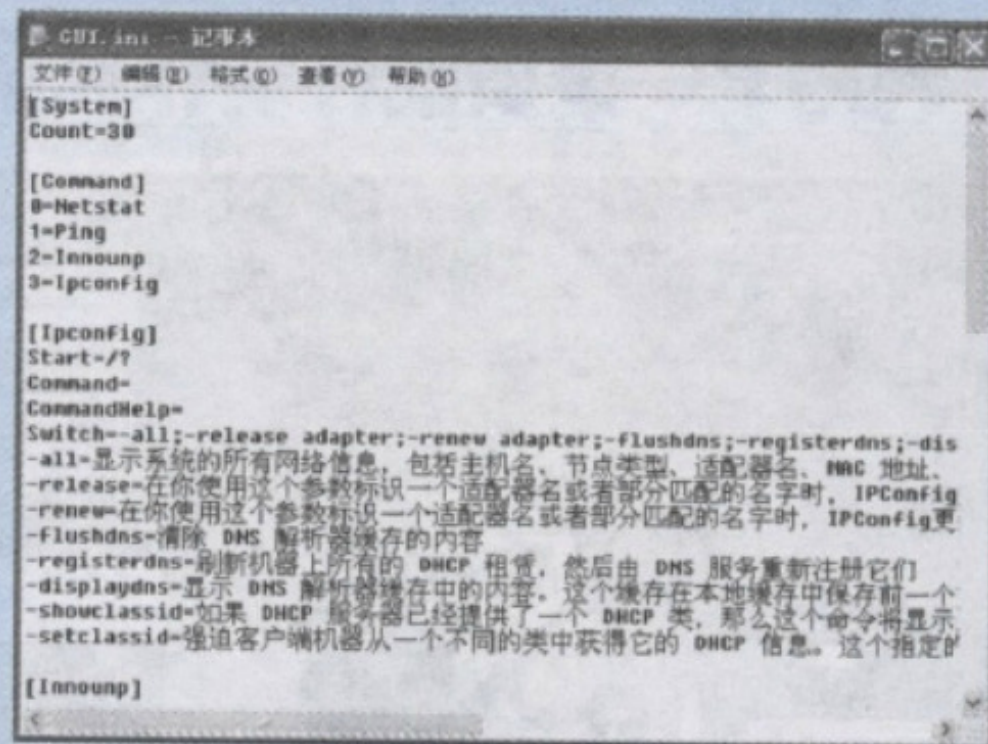 GUI.ini - 记事本
文件(F) 编辑(E) 格式(O) 查看(V) 帮助(H)
[System]
Count=30
[Command]
0=Netstat
1=Ping
2=Innounp
3=Ipconfig
[Ipconfig]
Start=/?
Command=
CommandHelp=
Switch=-all;-release adapter;-renew adapter;-flushdns;-registerdns;-dis
-all=显示系统的所有网络信息，包括主机名、节点类型、适配器名、MAC 地址、
-release=在你使用这个参数标识一个适配器名或者部分匹配的名字时，IPConfig
-renew=在你使用这个参数标识一个适配器名或者部分匹配的名字时，IPConfig更
-flushdns=清除 DNS 解析器缓存的内容
-registerdns=刷新机器上所有的 DHCP 租赁，然后由 DNS 服务重新注册它们
-displaydns=显示 DNS 解析器缓存中的内容。这个缓存在本地缓存中保存前一个
-showclassid=如果 DHCP 服务器已经提供了一个 DHCP 类，那么这个命令将显示
-setclassid=强迫客户端机器从一个不同的类中获得它的 DHCP 信息。这个指定的
[Innounp]